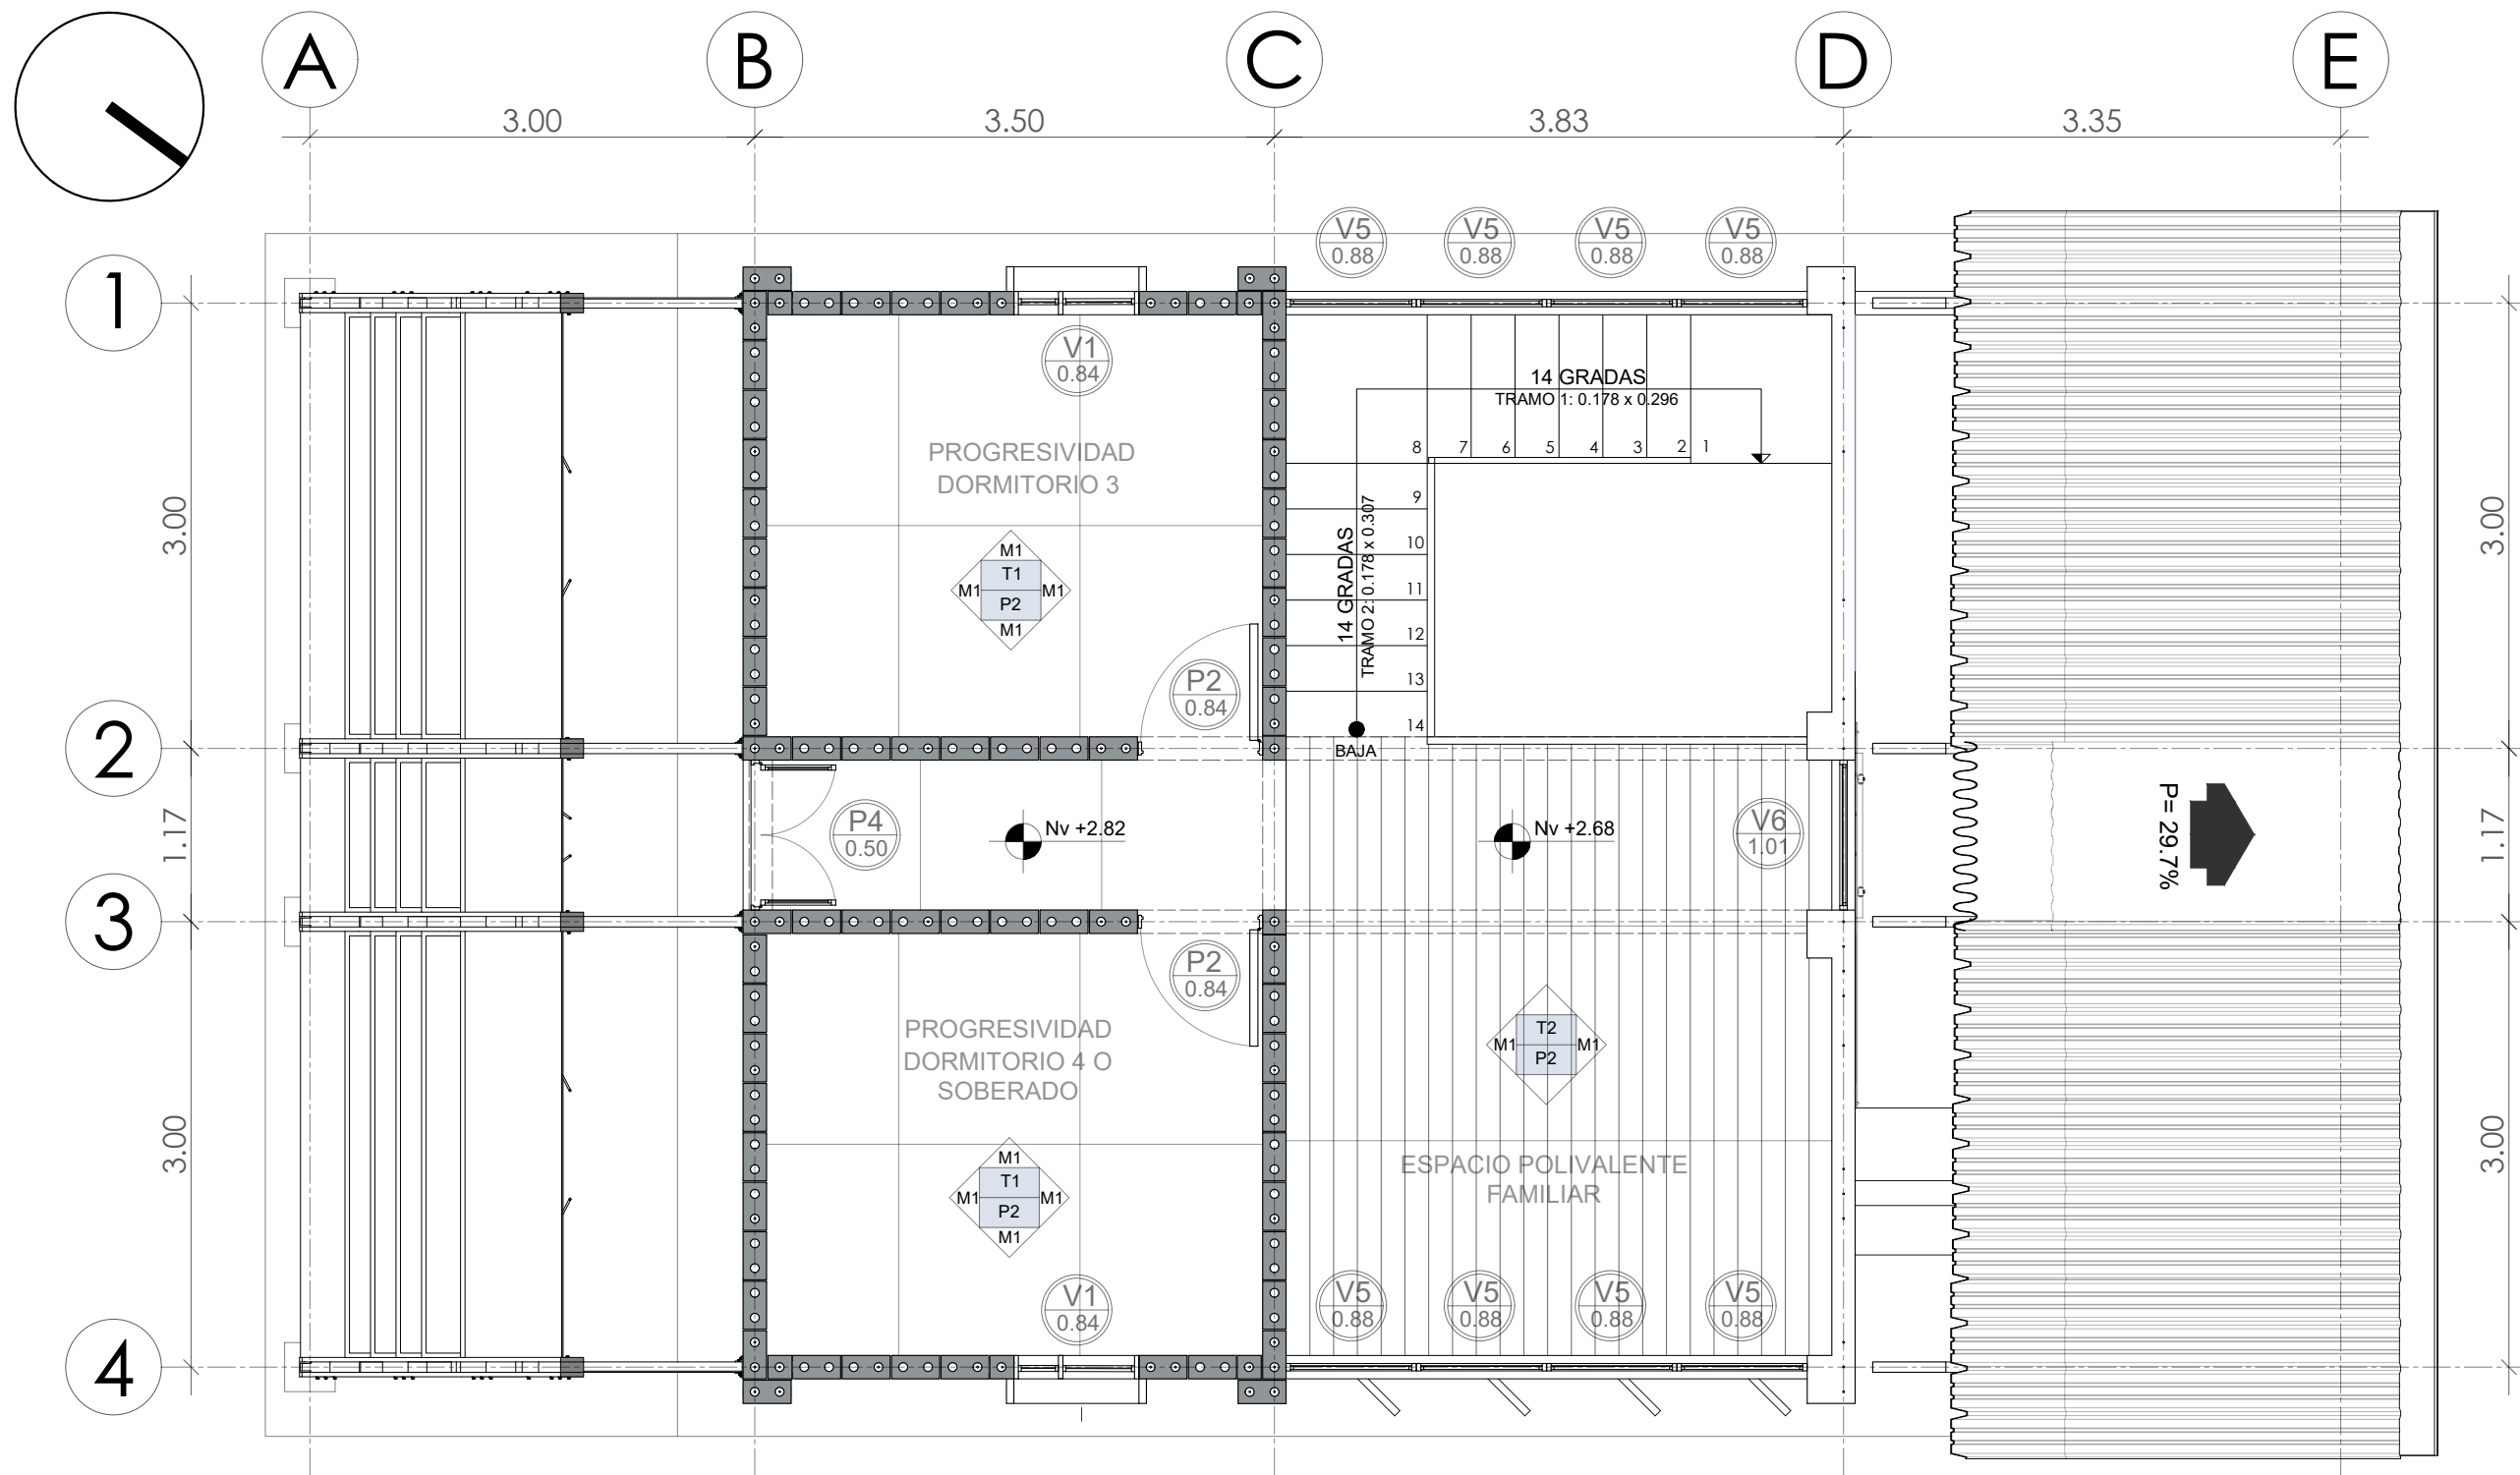 A B C D E
3.00 3.50 3.83 3.35
V5 V5 V5 V5
0.88 0.88 0.88 0.88
1
V1
0.84
14 GRADAS
TRAMO 1: 0.178 x 0.296
8 7 6 5 4 3 2 1
PROGRESIVIDAD
DORMITORIO 3
3.00
3.00
14 GRADAS
TRAMO 2: 0.178 x 0.307
9
10
11
12
13
14
M1
T1
M1 M1
P2
M1
P2
0.84
2
BAJA
1.17
P4
0.50
Nv +2.82
Nv +2.68
V6
1.01
P= 29.7%
1.17
3
P2
0.84
PROGRESIVIDAD
DORMITORIO 4 O
SOBERADO
T2
M1 M1
P2
3.00
3.00
M1
T1
M1 M1
P2
M1
ESPACIO POLIVALENTE
FAMILIAR
V1
0.84
V5 V5 V5 V5
0.88 0.88 0.88 0.88
4